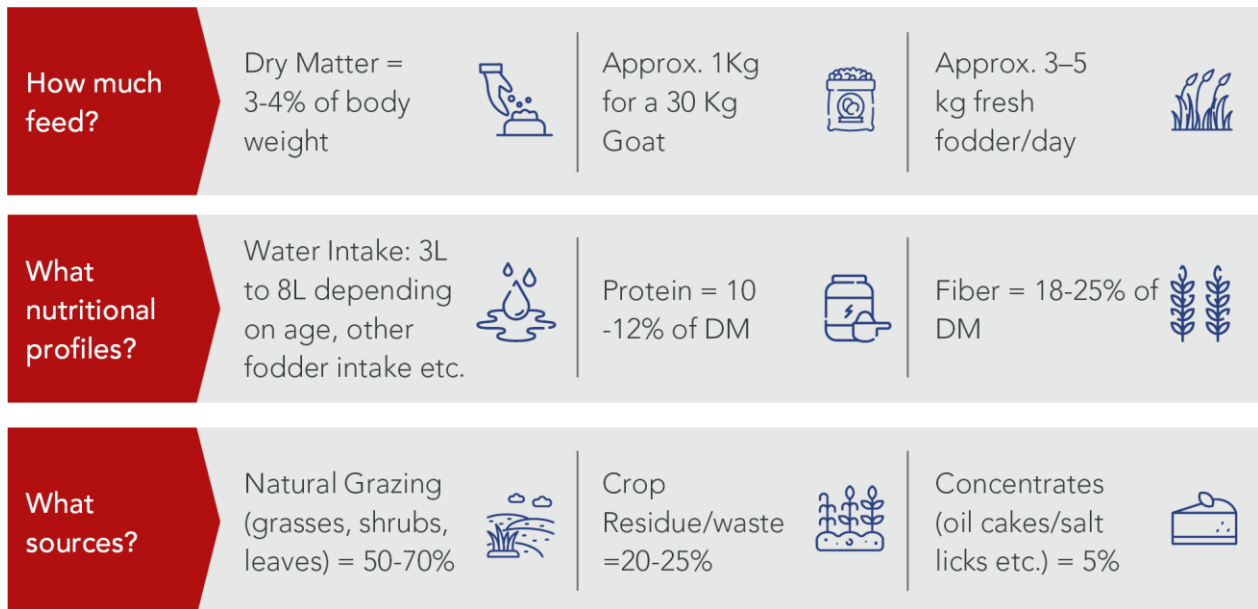 How much
feed?
Dry Matter =
3-4% of body
weight
Approx. 1Kg
for a 30 Kg
Goat
Approx. 3–5
kg fresh
fodder/day
What
nutritional
profiles?
Water Intake: 3L
to 8L depending
on age, other
fodder intake etc.
Protein = 10
-12% of DM
Fiber = 18-25% of
DM
What
sources?
Natural Grazing
(grasses, shrubs,
leaves) = 50-70%
Crop
Residue/waste
=20-25%
Concentrates
(oil cakes/salt
licks etc.) = 5%